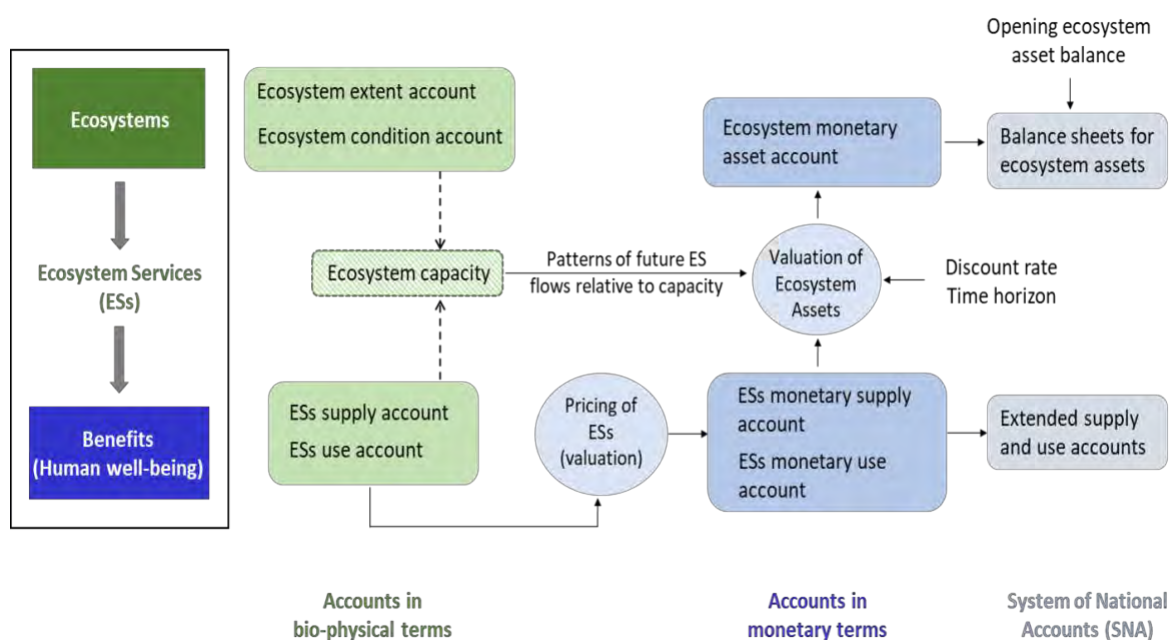 Opening ecosystem
asset balance
Ecosystems
Ecosystem Services
(ESs)
Benefits
(Human well-being)
Ecosystem extent account
Ecosystem condition account
Ecosystem capacity
ESs supply account
ESs use account
Patterns of future ES
flows relative to capacity
Pricing of
ESs
(valuation)
Ecosystem monetary
asset account
Valuation of
Ecosystem
Assets
Discount rate
Time horizon
ESs monetary supply
account
ESs monetary use
account
Balance sheets for
ecosystem assets
Extended supply
and use accounts
Accounts in
bio-physical terms
Accounts in
monetary terms
System of National
Accounts (SNA)